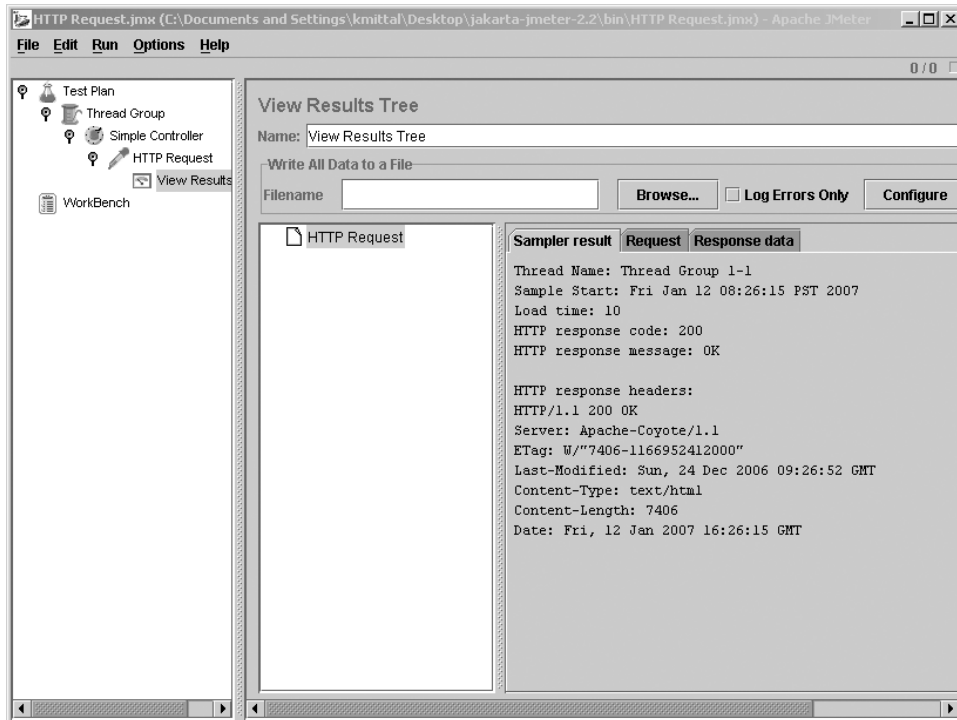 HTTP Request.jmx (C:\Documents and Settings\kmittal\Desktop\jakarta-jmeter-2.2\bin\HTTP Request.jmx) - Apache JMeter
File Edit Run Options Help
0 / 0
Test Plan
Thread Group
Simple Controller
HTTP Request
View Results
WorkBench
View Results Tree
Name: View Results Tree
Write All Data to a File
Filename Browse... Log Errors Only Configure
HTTP Request
Sampler result Request Response data
Thread Name: Thread Group 1-1
Sample Start: Fri Jan 12 08:26:15 PST 2007
Load time: 10
HTTP response code: 200
HTTP response message: OK
HTTP response headers:
HTTP/1.1 200 OK
Server: Apache-Coyote/1.1
ETag: W/"7406-1166952412000"
Last-Modified: Sun, 24 Dec 2006 09:26:52 GMT
Content-Type: text/html
Content-Length: 7406
Date: Fri, 12 Jan 2007 16:26:15 GMT